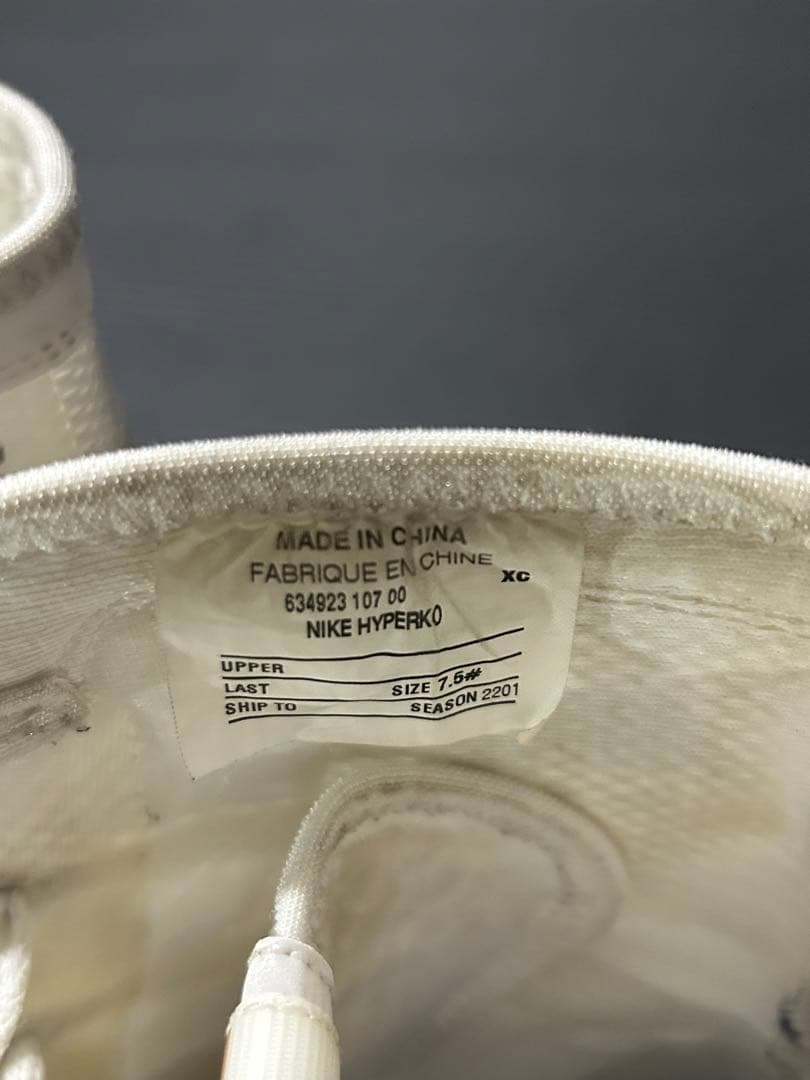 MADE IN CHINA
FABRIQUE EN CHINE
XC
634923 107 00
NIKE HYPERKO
UPPER
LAST SIZE 7.5#
SHIP TO SEASON 2201